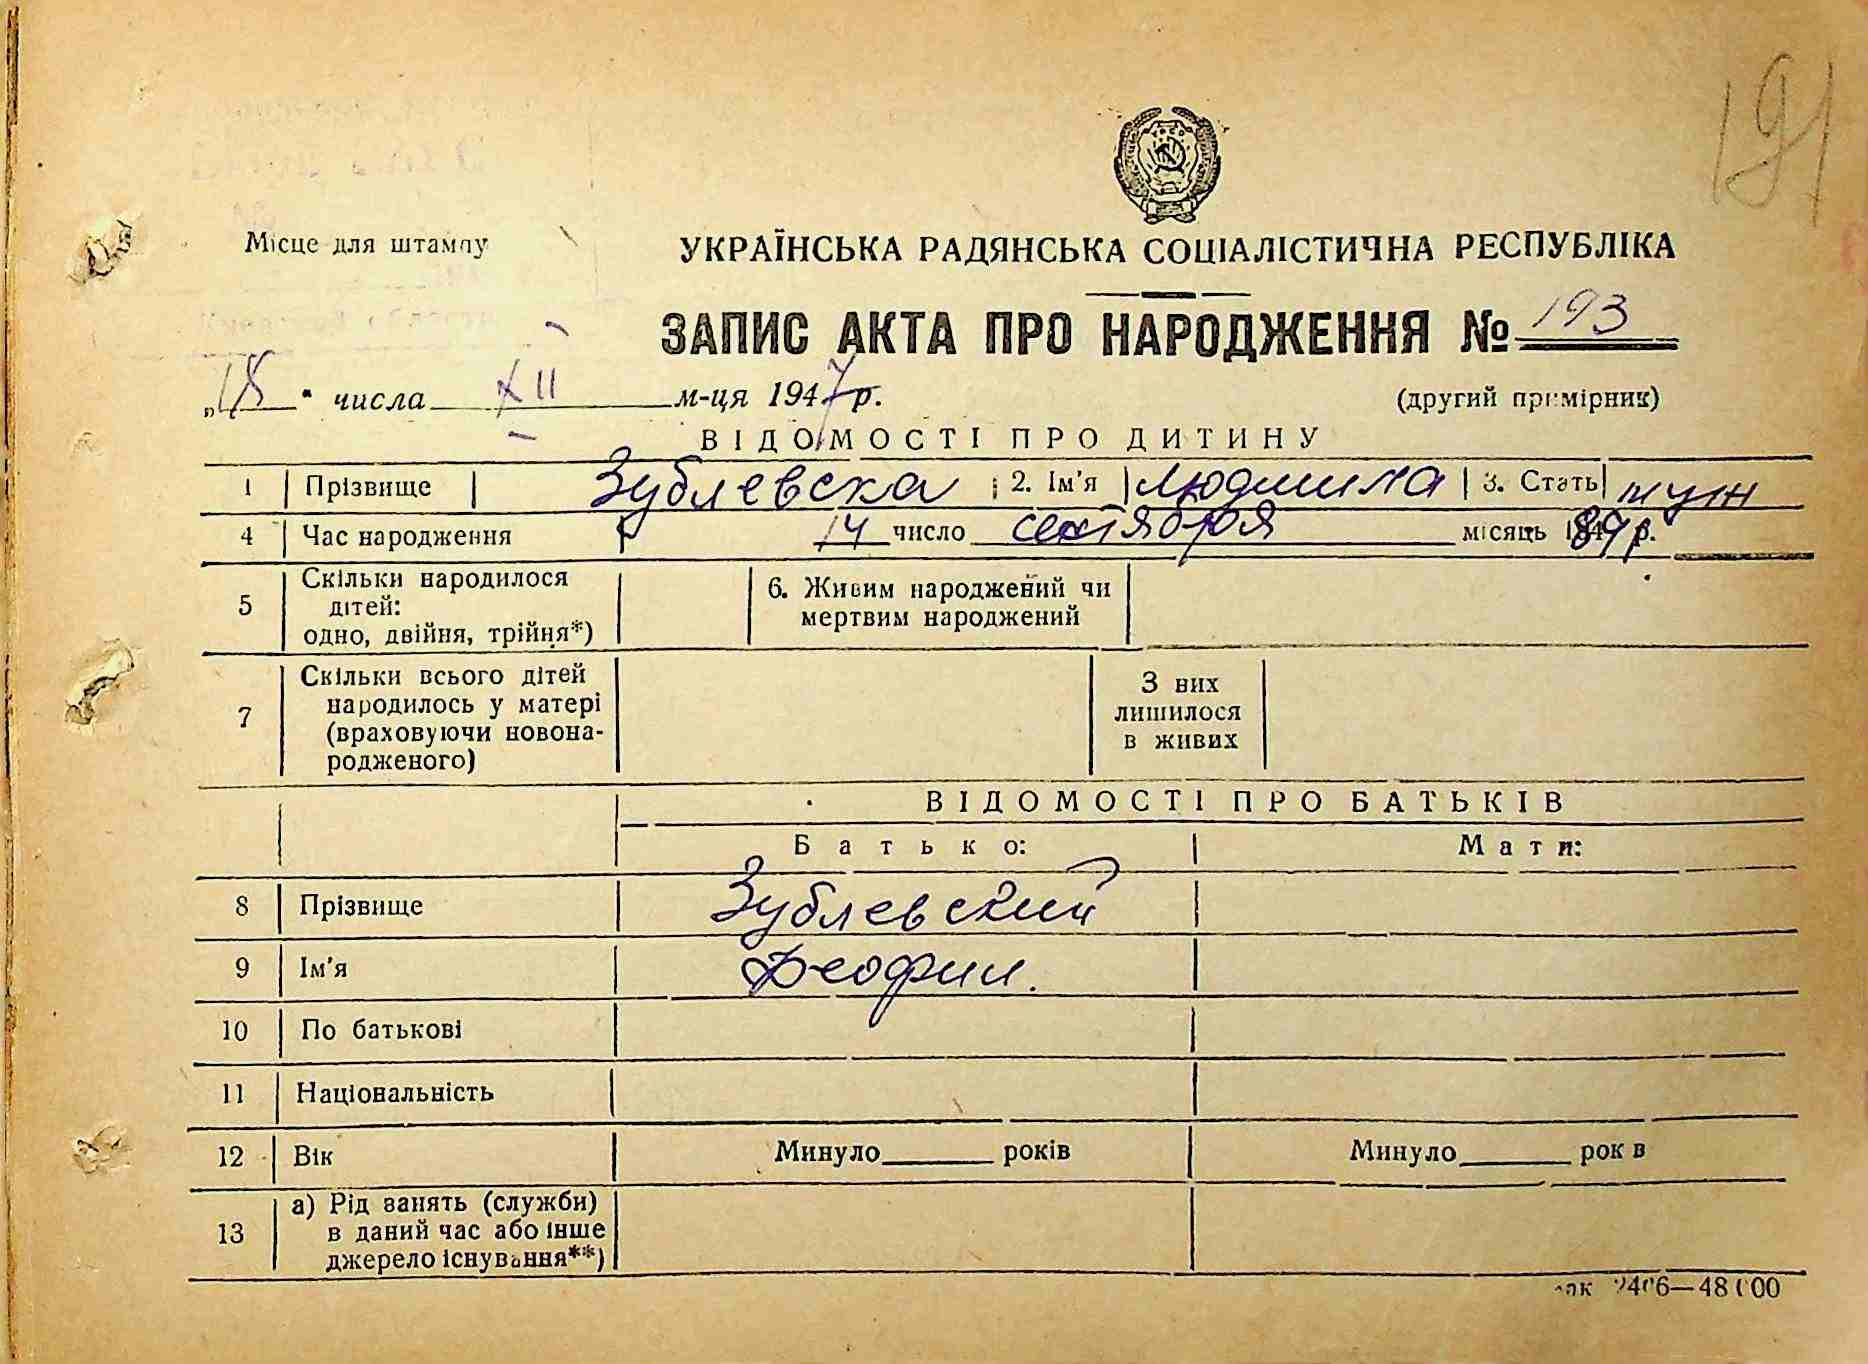 191
Місце для штампу
УКРАЇНСЬКА РАДЯНСЬКА СОЦІАЛІСТИЧНА РЕСПУБЛІКА
ЗАПИС АКТА ПРО НАРОДЖЕННЯ № 193
„18" числа XII м-ця 1947 р. (другий примірник)
ВІДОМОСТІ ПРО ДИТИНУ
1 Прізвище Зублевска 2. Ім'я Людмила 3. Стать
4 Час народження 14 число сентября місяць р.
5 Скільки народилося дітей: одно, двійня, трійня*) 6. Живим народжений чи мертвим народжений
7 Скільки всього дітей народилось у матері (враховуючи новонародженого) З них лишилося в живих
ВІДОМОСТІ ПРО БАТЬКІВ
Батько: Мати:
8 Прізвище Зублевский
9 Ім'я Феофил.
10 По батькові
11 Національність
12 Вік Минуло______ років Минуло______ рок в
13 а) Рід занять (служби) в даний час або інше джерело існування**)